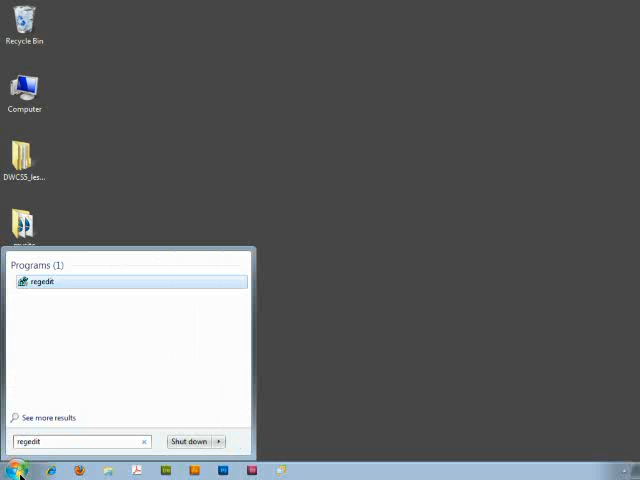 Recycle Bin
Computer
DWCS5_les...
Programs (1)
regedit
See more results
regedit
Shut down